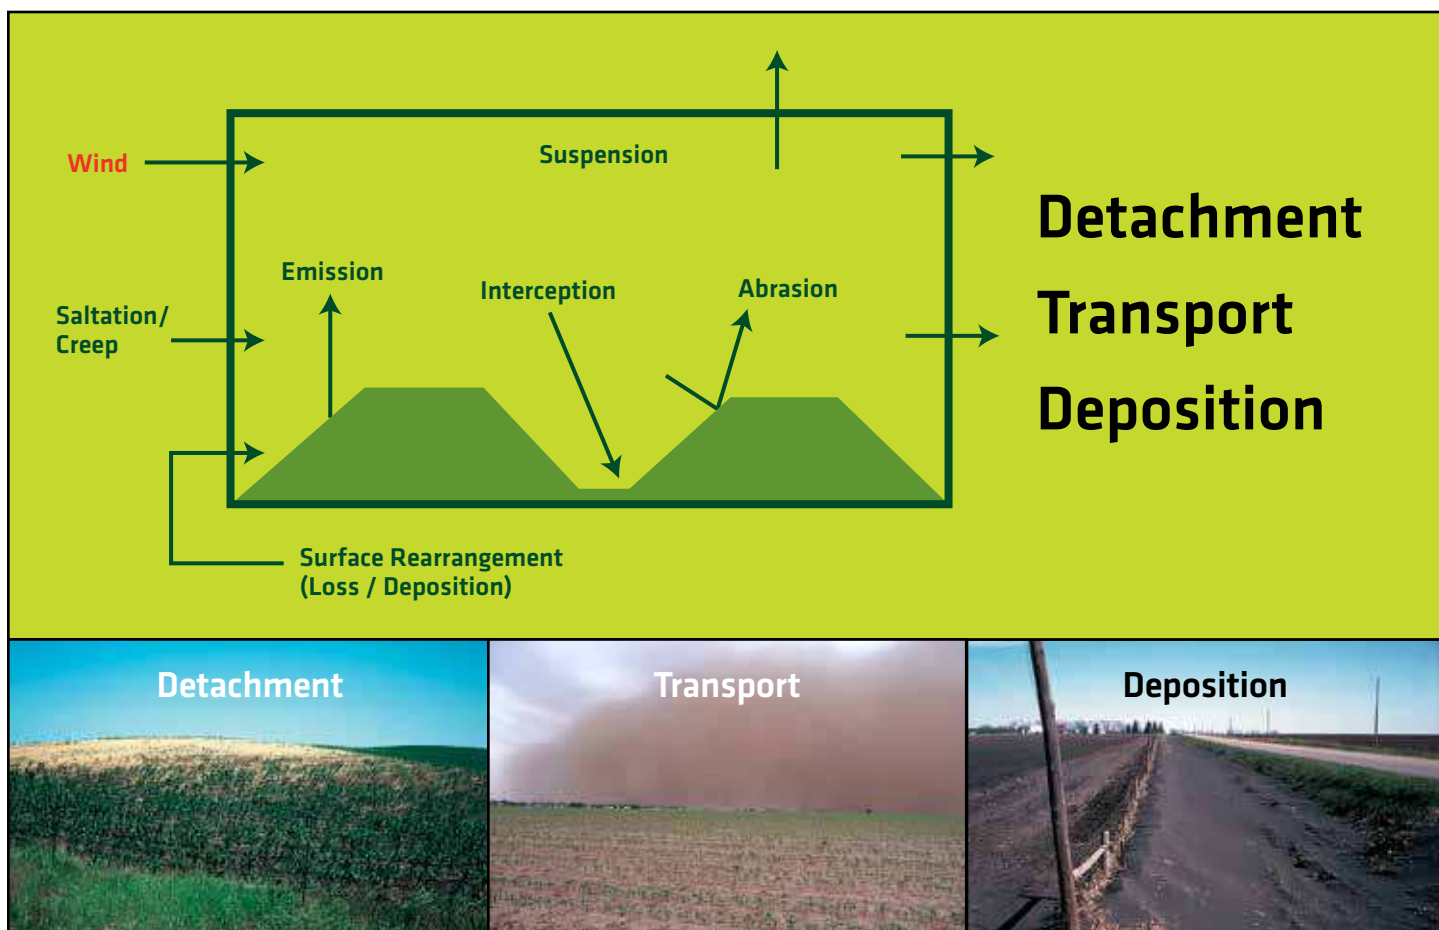 Wind
Suspension
Emission
Interception
Abrasion
Saltation/
Creep
Surface Rearrangement
(Loss / Deposition)
Detachment
Transport
Deposition
Detachment
Transport
Deposition